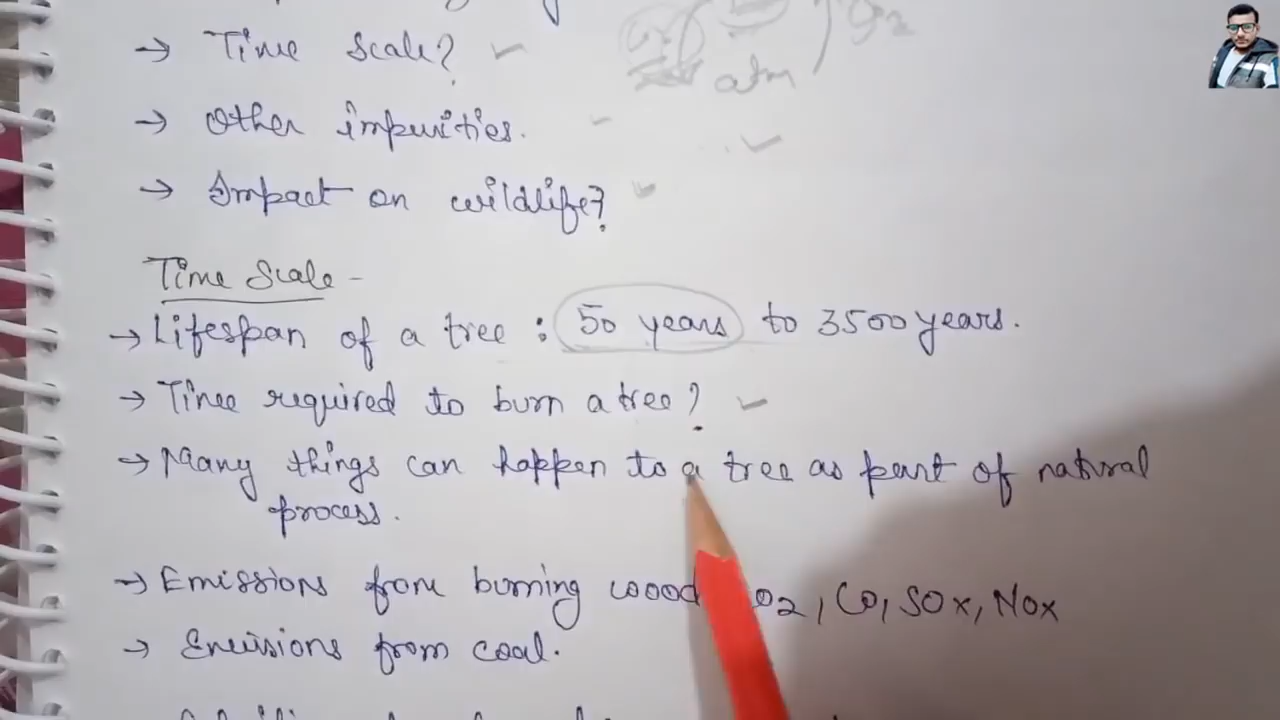 → Time Scale?
atm
→ Other impurities.
→ Impact on wildlife?
Time Scale -
→ Lifespan of a tree : 50 years to 3500 years.
→ Time required to burn a tree?
→ Many things can happen to a tree as part of natural
process.
→ Emissions from burning wood O2, CO, SOx, NOx
→ Emissions from coal.